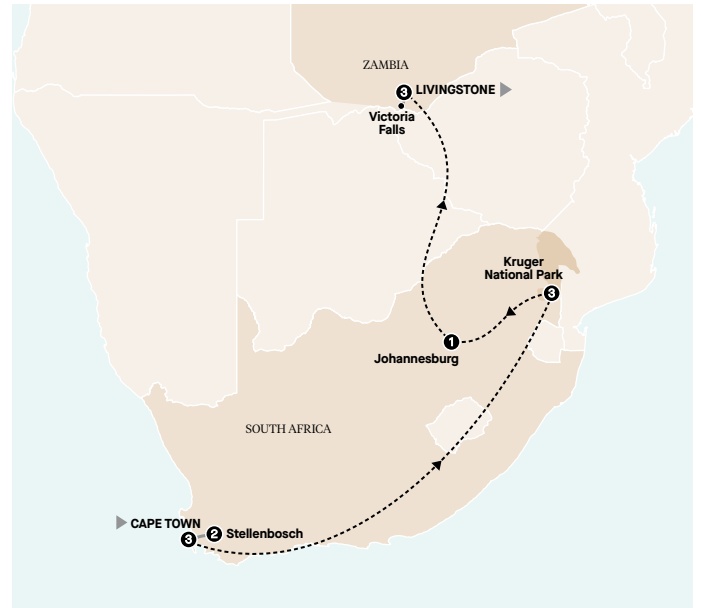 ZAMBIA
3 LIVINGSTONE
Victoria
Falls
Kruger
National Park
3
1
Johannesburg
SOUTH AFRICA
CAPE TOWN
3
2 Stellenbosch